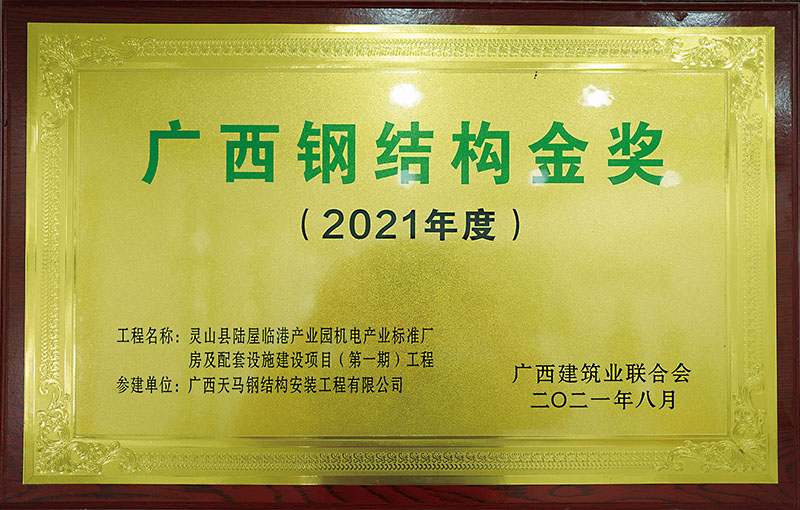 广西钢结构金奖
（2021年度）
工程名称：灵山县陆屋临港产业园机电产业标准厂
房及配套设施建设项目（第一期）工程
参建单位：广西天马钢结构安装工程有限公司
广西建筑业联合会
二〇二一年八月